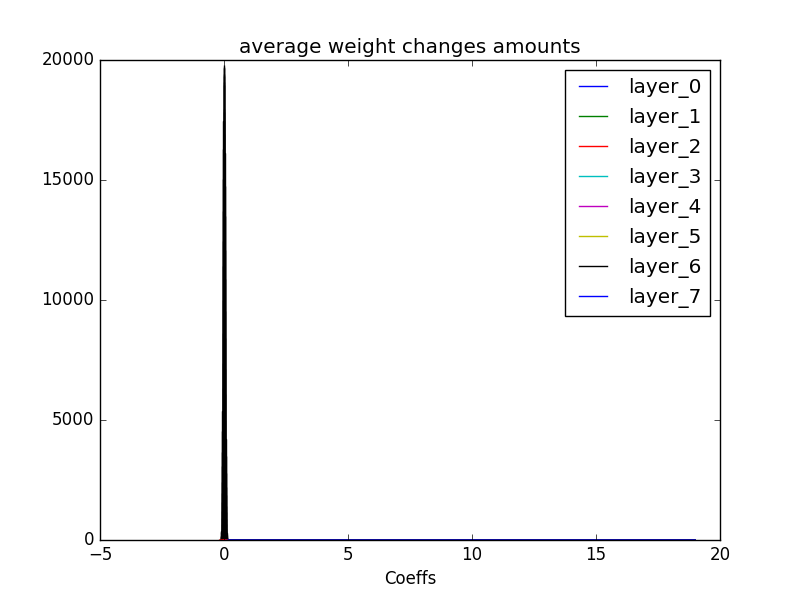 average weight changes amounts
20000
15000
10000
5000
0
−5
0
5
10
15
20
Coeffs
layer_0
layer_1
layer_2
layer_3
layer_4
layer_5
layer_6
layer_7